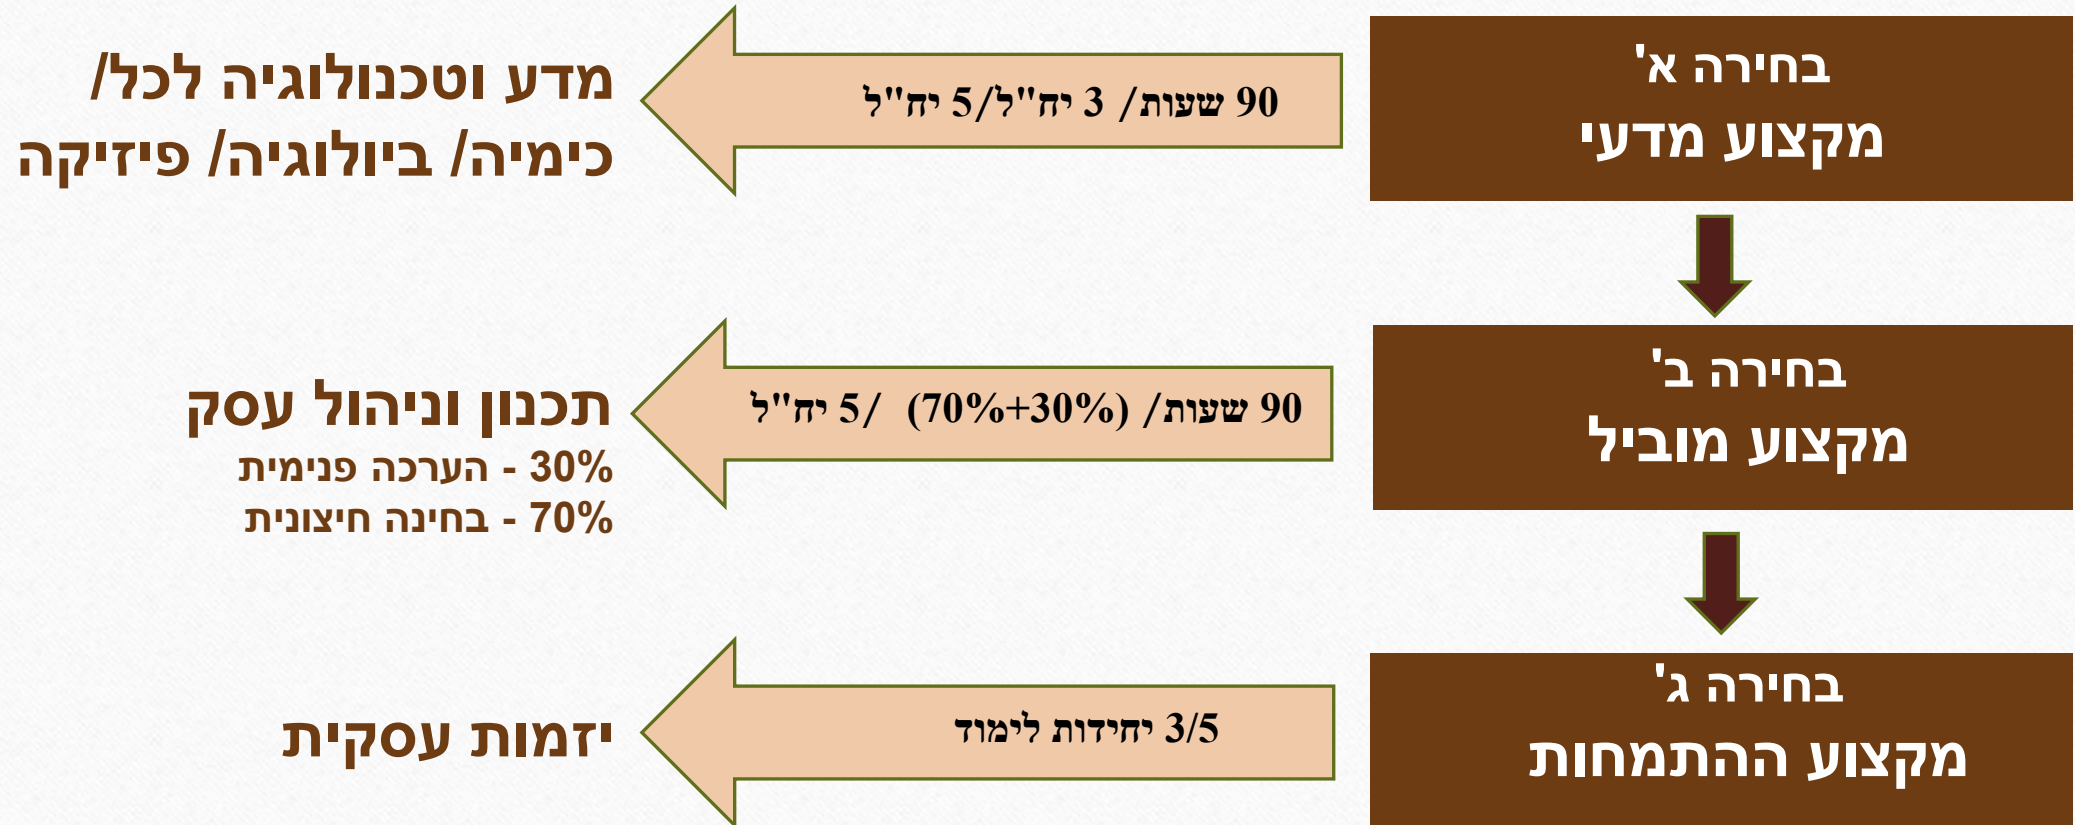 בחירה א'
מקצוע מדעי
90 שעות/ 3 יח"ל/5 יח"ל
מדע וטכנולוגיה לכל/
כימיה/ ביולוגיה/ פיזיקה
בחירה ב'
מקצוע מוביל
90 שעות/ (70%+30%) /5 יח"ל
תכנון וניהול עסק
30% - הערכה פנימית
70% - בחינה חיצונית
בחירה ג'
מקצוע ההתמחות
3/5 יחידות לימוד
יזמות עסקית